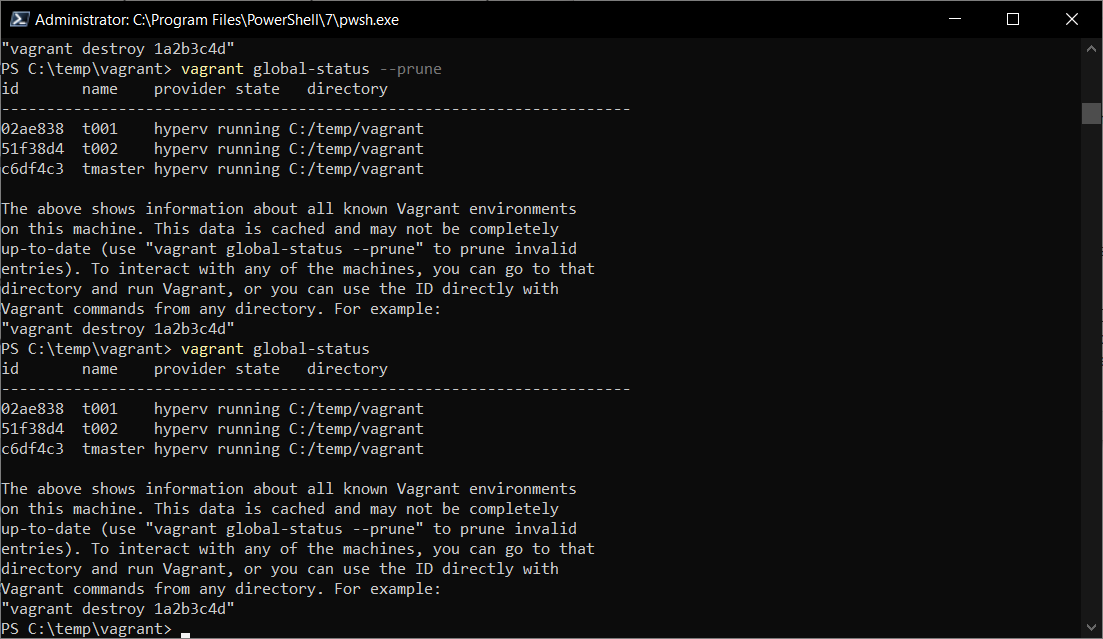 Administrator: C:\Program Files\PowerShell\7\pwsh.exe
"vagrant destroy 1a2b3c4d"
PS C:\temp\vagrant> vagrant global-status --prune
id       name    provider state   directory
----------------------------------------------------------------------
02ae838  t001    hyperv running C:/temp/vagrant
51f38d4  t002    hyperv running C:/temp/vagrant
c6df4c3  tmaster hyperv running C:/temp/vagrant
The above shows information about all known Vagrant environments
on this machine. This data is cached and may not be completely
up-to-date (use "vagrant global-status --prune" to prune invalid
entries). To interact with any of the machines, you can go to that
directory and run Vagrant, or you can use the ID directly with
Vagrant commands from any directory. For example:
"vagrant destroy 1a2b3c4d"
PS C:\temp\vagrant> vagrant global-status
id       name    provider state   directory
----------------------------------------------------------------------
02ae838  t001    hyperv running C:/temp/vagrant
51f38d4  t002    hyperv running C:/temp/vagrant
c6df4c3  tmaster hyperv running C:/temp/vagrant
The above shows information about all known Vagrant environments
on this machine. This data is cached and may not be completely
up-to-date (use "vagrant global-status --prune" to prune invalid
entries). To interact with any of the machines, you can go to that
directory and run Vagrant, or you can use the ID directly with
Vagrant commands from any directory. For example:
"vagrant destroy 1a2b3c4d"
PS C:\temp\vagrant>